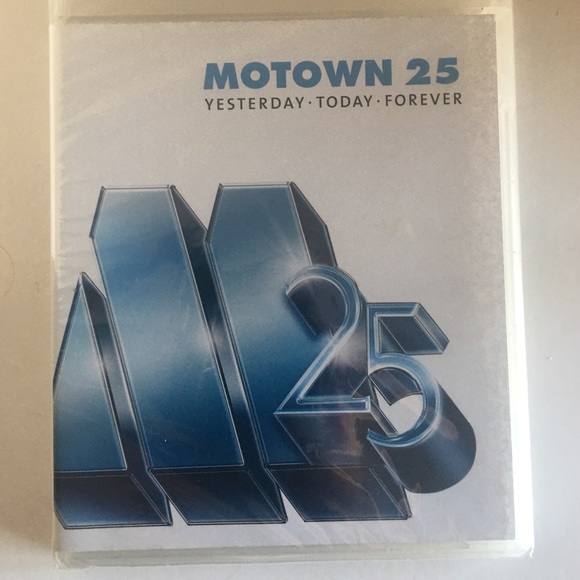 MOTOWN 25
YESTERDAY · TODAY · FOREVER
M
25